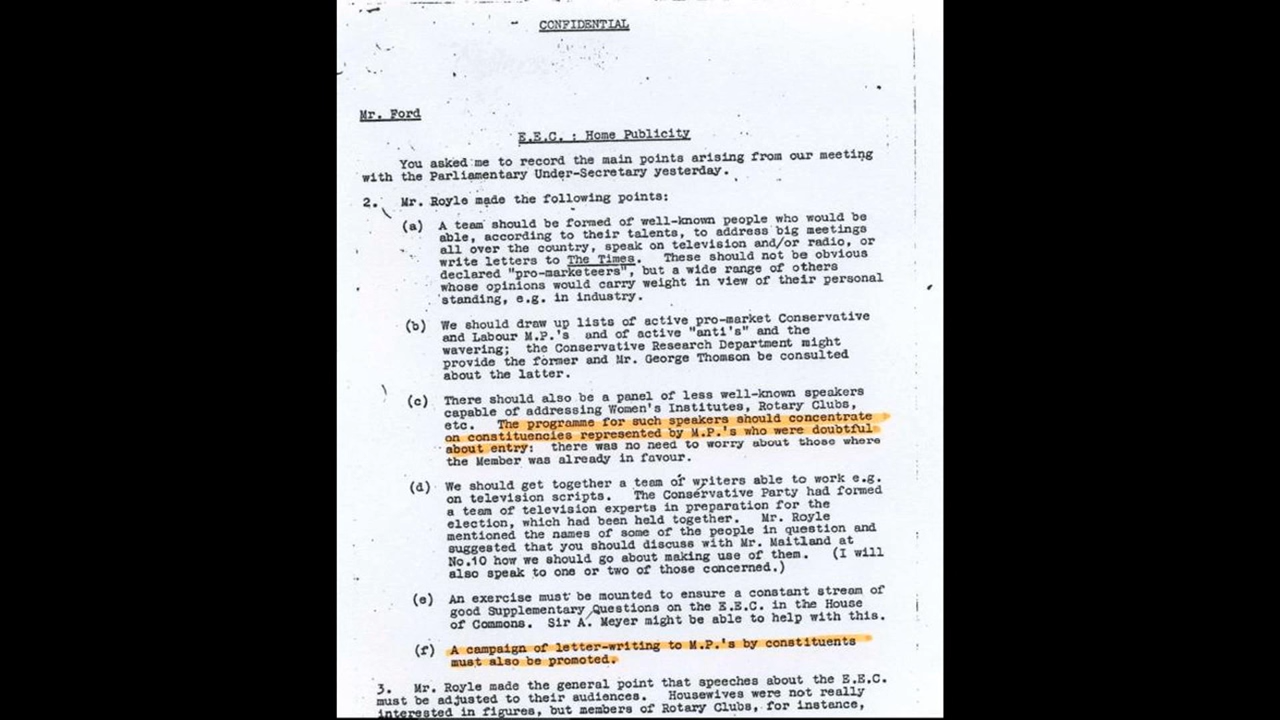 CONFIDENTIAL
Mr. Ford
E.E.C. : Home Publicity
You asked me to record the main points arising from our meeting
with the Parliamentary Under-Secretary yesterday.
2. Mr. Royle made the following points:
(a) A team should be formed of well-known people who would be
able, according to their talents, to address big meetings
all over the country, speak on television and/or radio, or
write letters to The Times. These should not be obvious
declared "pro-marketeers", but a wide range of others
whose opinions would carry weight in view of their personal
standing, e.g. in industry.
(b) We should draw up lists of active pro-market Conservative
and Labour M.P.'s and of active "anti's" and the
wavering; the Conservative Research Department might
provide the former and Mr. George Thomson be consulted
about the latter.
(c) There should also be a panel of less well-known speakers
capable of addressing Women's Institutes, Rotary Clubs,
etc. The programme for such speakers should concentrate
on constituencies represented by M.P.'s who were doubtful
about entry: there was no need to worry about those where
the Member was already in favour.
(d) We should get together a team of writers able to work e.g.
on television scripts. The Conservative Party had formed
a team of television experts in preparation for the
election, which had been held together. Mr. Royle
mentioned the names of some of the people in question and
suggested that you should discuss with Mr. Maitland at
No.10 how we should go about making use of them. (I will
also speak to one or two of those concerned.)
(e) An exercise must be mounted to ensure a constant stream of
good Supplementary Questions on the E.E.C. in the House
of Commons. Sir A. Meyer might be able to help with this.
(f) A campaign of letter-writing to M.P.'s by constituents
must also be promoted.
3. Mr. Royle made the general point that speeches about the E.E.C.
must be adjusted to their audiences. Housewives were not really
interested in figures, but members of Rotary Clubs, for instance,